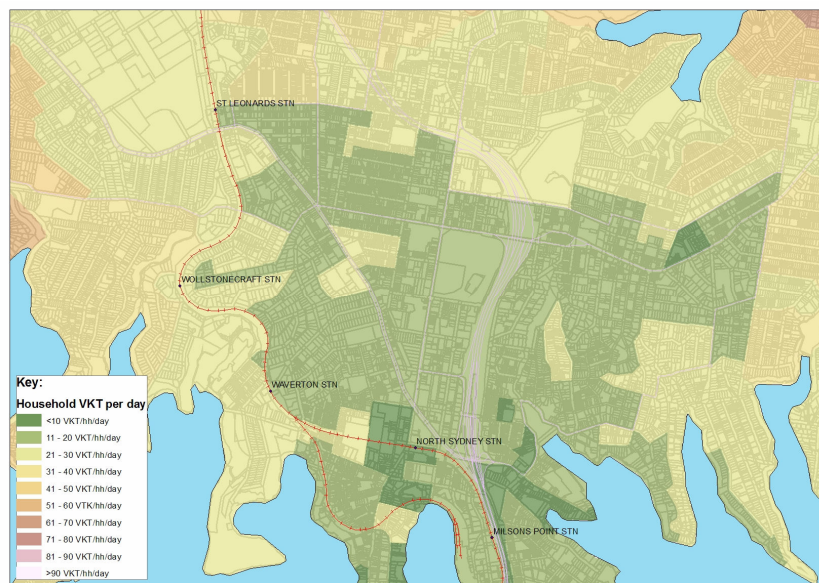 ST LEONARDS STN
WOLLSTONECRAFT STN
WAVERTON STN
NORTH SYDNEY STN
MILSONS POINT STN
Key:
Household VKT per day
<10 VKT/hh/day
11 - 20 VKT/hh/day
21 - 30 VKT/hh/day
31 - 40 VKT/hh/day
41 - 50 VKT/hh/day
51 - 60 VTK/hh/day
61 - 70 VKT/hh/day
71 - 80 VKT/hh/day
81 - 90 VKT/hh/day
>90 VKT/hh/day